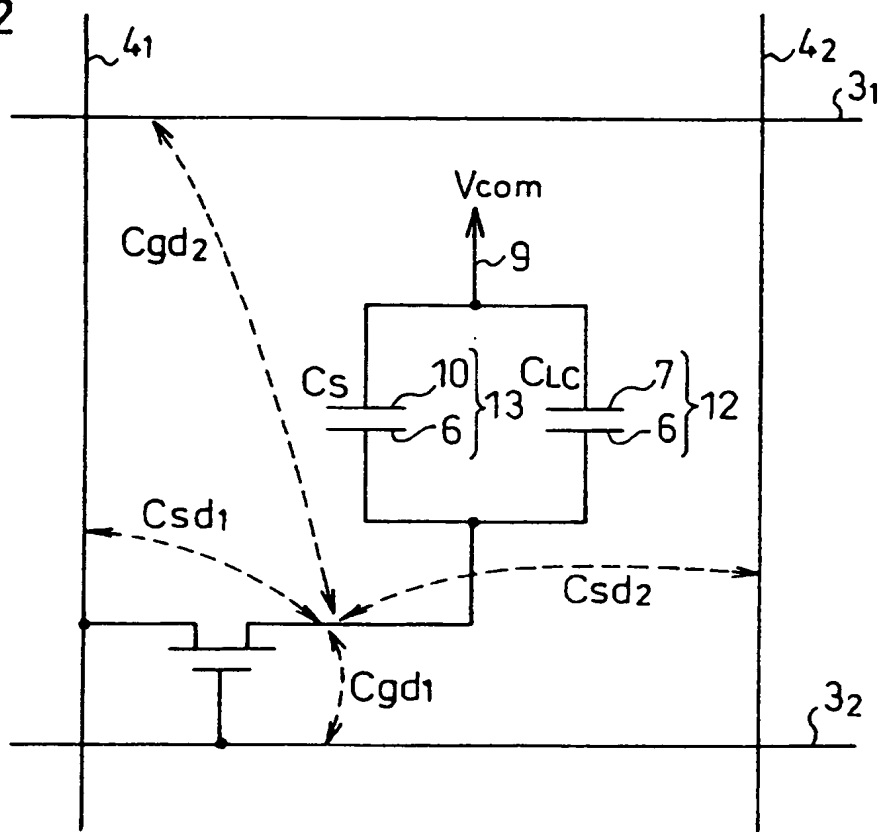 2
4₁
4₂
3₁
Vcom
9
Cgd₂
Cs 10 } 13 CLC 7 } 12
6 6
Csd₁
Csd₂
Cgd₁
3₂